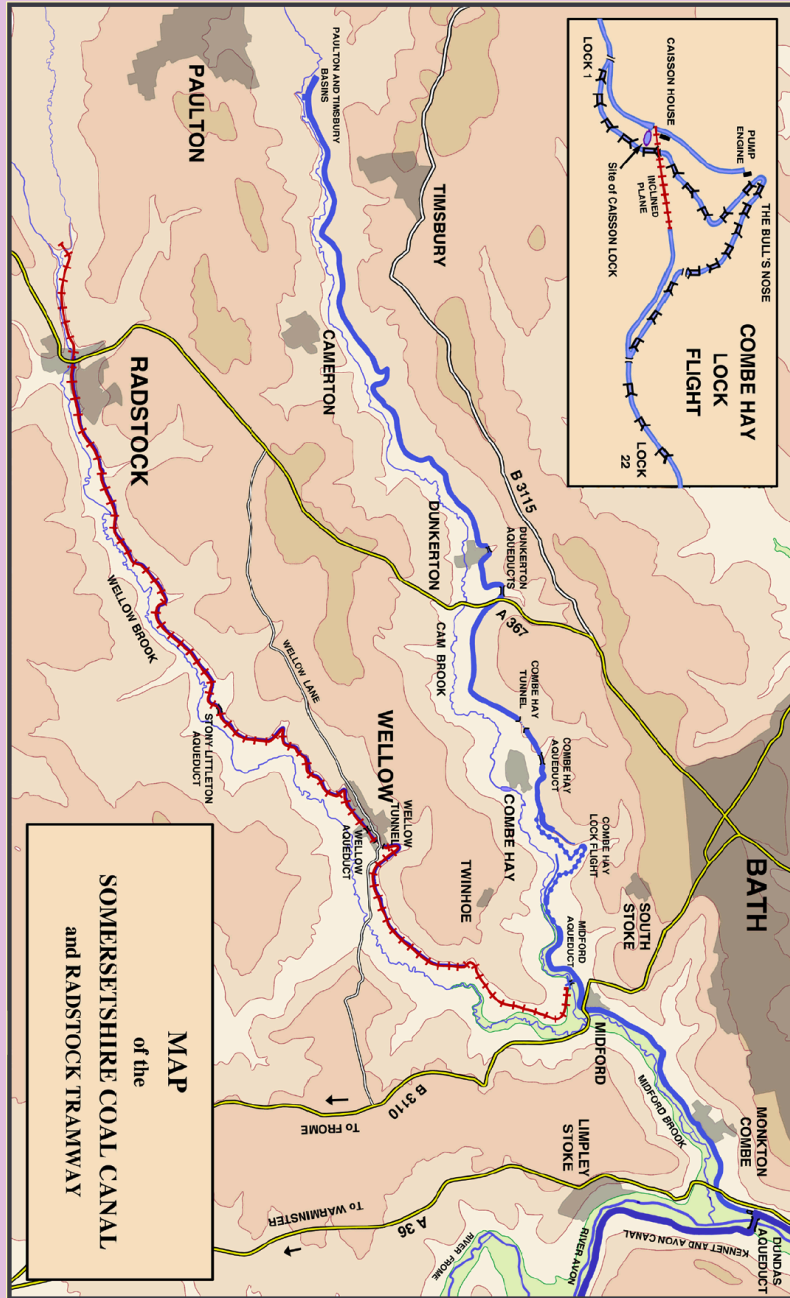 MAP
of the
SOMERSETSHIRE COAL CANAL
and RADSTOCK TRAMWAY
COMBE HAY
LOCK
FLIGHT
LOCK 1
CAISSON HOUSE
PUMP
ENGINE
THE BULL'S NOSE
INCLINED
PLANE
Site of CAISSON LOCK
LOCK
22
PAULTON AND TIMSBURY
BASINS
PAULTON
TIMSBURY
CAMERTON
RADSTOCK
B 3115
DUNKERTON
DUNKERTON
AQUEDUCTS
A 367
CAM BROOK
COMBE HAY
TUNNEL
COMBE HAY
AQUEDUCT
COMBE HAY
LOCK FLIGHT
COMBE HAY
BATH
SOUTH
STOKE
WELLOW BROOK
WELLOW LANE
STONY LITTLETON
AQUEDUCT
WELLOW
WELLOW
TUNNEL
WELLOW
AQUEDUCT
TWINHOE
MIDFORD
AQUEDUCT
MIDFORD
MIDFORD BROOK
MONKTON
COMBE
DUNDAS
AQUEDUCT
LIMPLEY
STOKE
B 3110
To FROME
To WARMINSTER
A 36
RIVER FROME
RIVER AVON
KENNET AND AVON CANAL